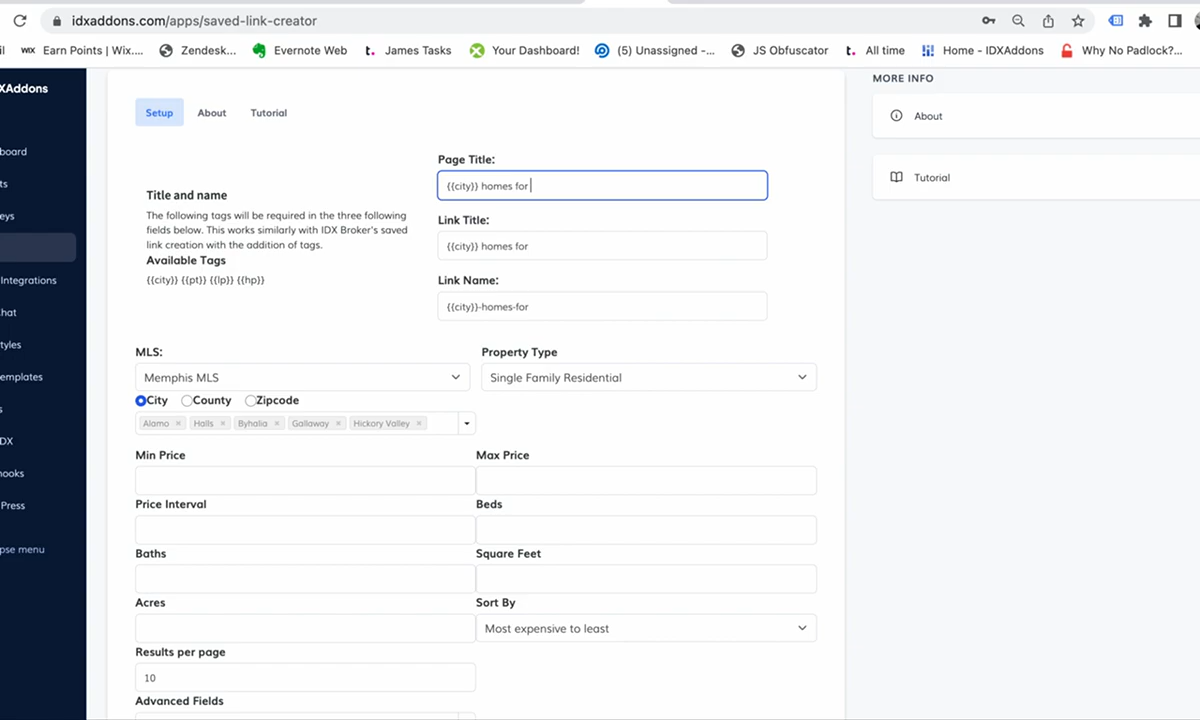 idxaddons.com/apps/saved-link-creator
Earn Points | Wix....
Zendesk...
Evernote Web
James Tasks
Your Dashboard!
(5) Unassigned -...
JS Obfuscator
All time
Home - IDXAddons
Why No Padlock?...
XAddons
board
ts
eys
Integrations
hat
tyles
emplates
s
DX
hooks
Press
pse menu
Setup
About
Tutorial
Title and name
The following tags will be required in the three following
fields below. This works similarly with IDX Broker's saved
link creation with the addition of tags.
Available Tags
{{city}} {{pt}} {{lp}} {{hp}}
Page Title:
{{city}} homes for
Link Title:
{{city}} homes for
Link Name:
{{city}}-homes-for
MLS:
Memphis MLS
Property Type
Single Family Residential
City County Zipcode
Alamo × Halls × Byhalia × Gallaway × Hickory Valley ×
Min Price
Max Price
Price Interval
Beds
Baths
Square Feet
Acres
Sort By
Most expensive to least
Results per page
10
Advanced Fields
MORE INFO
About
Tutorial